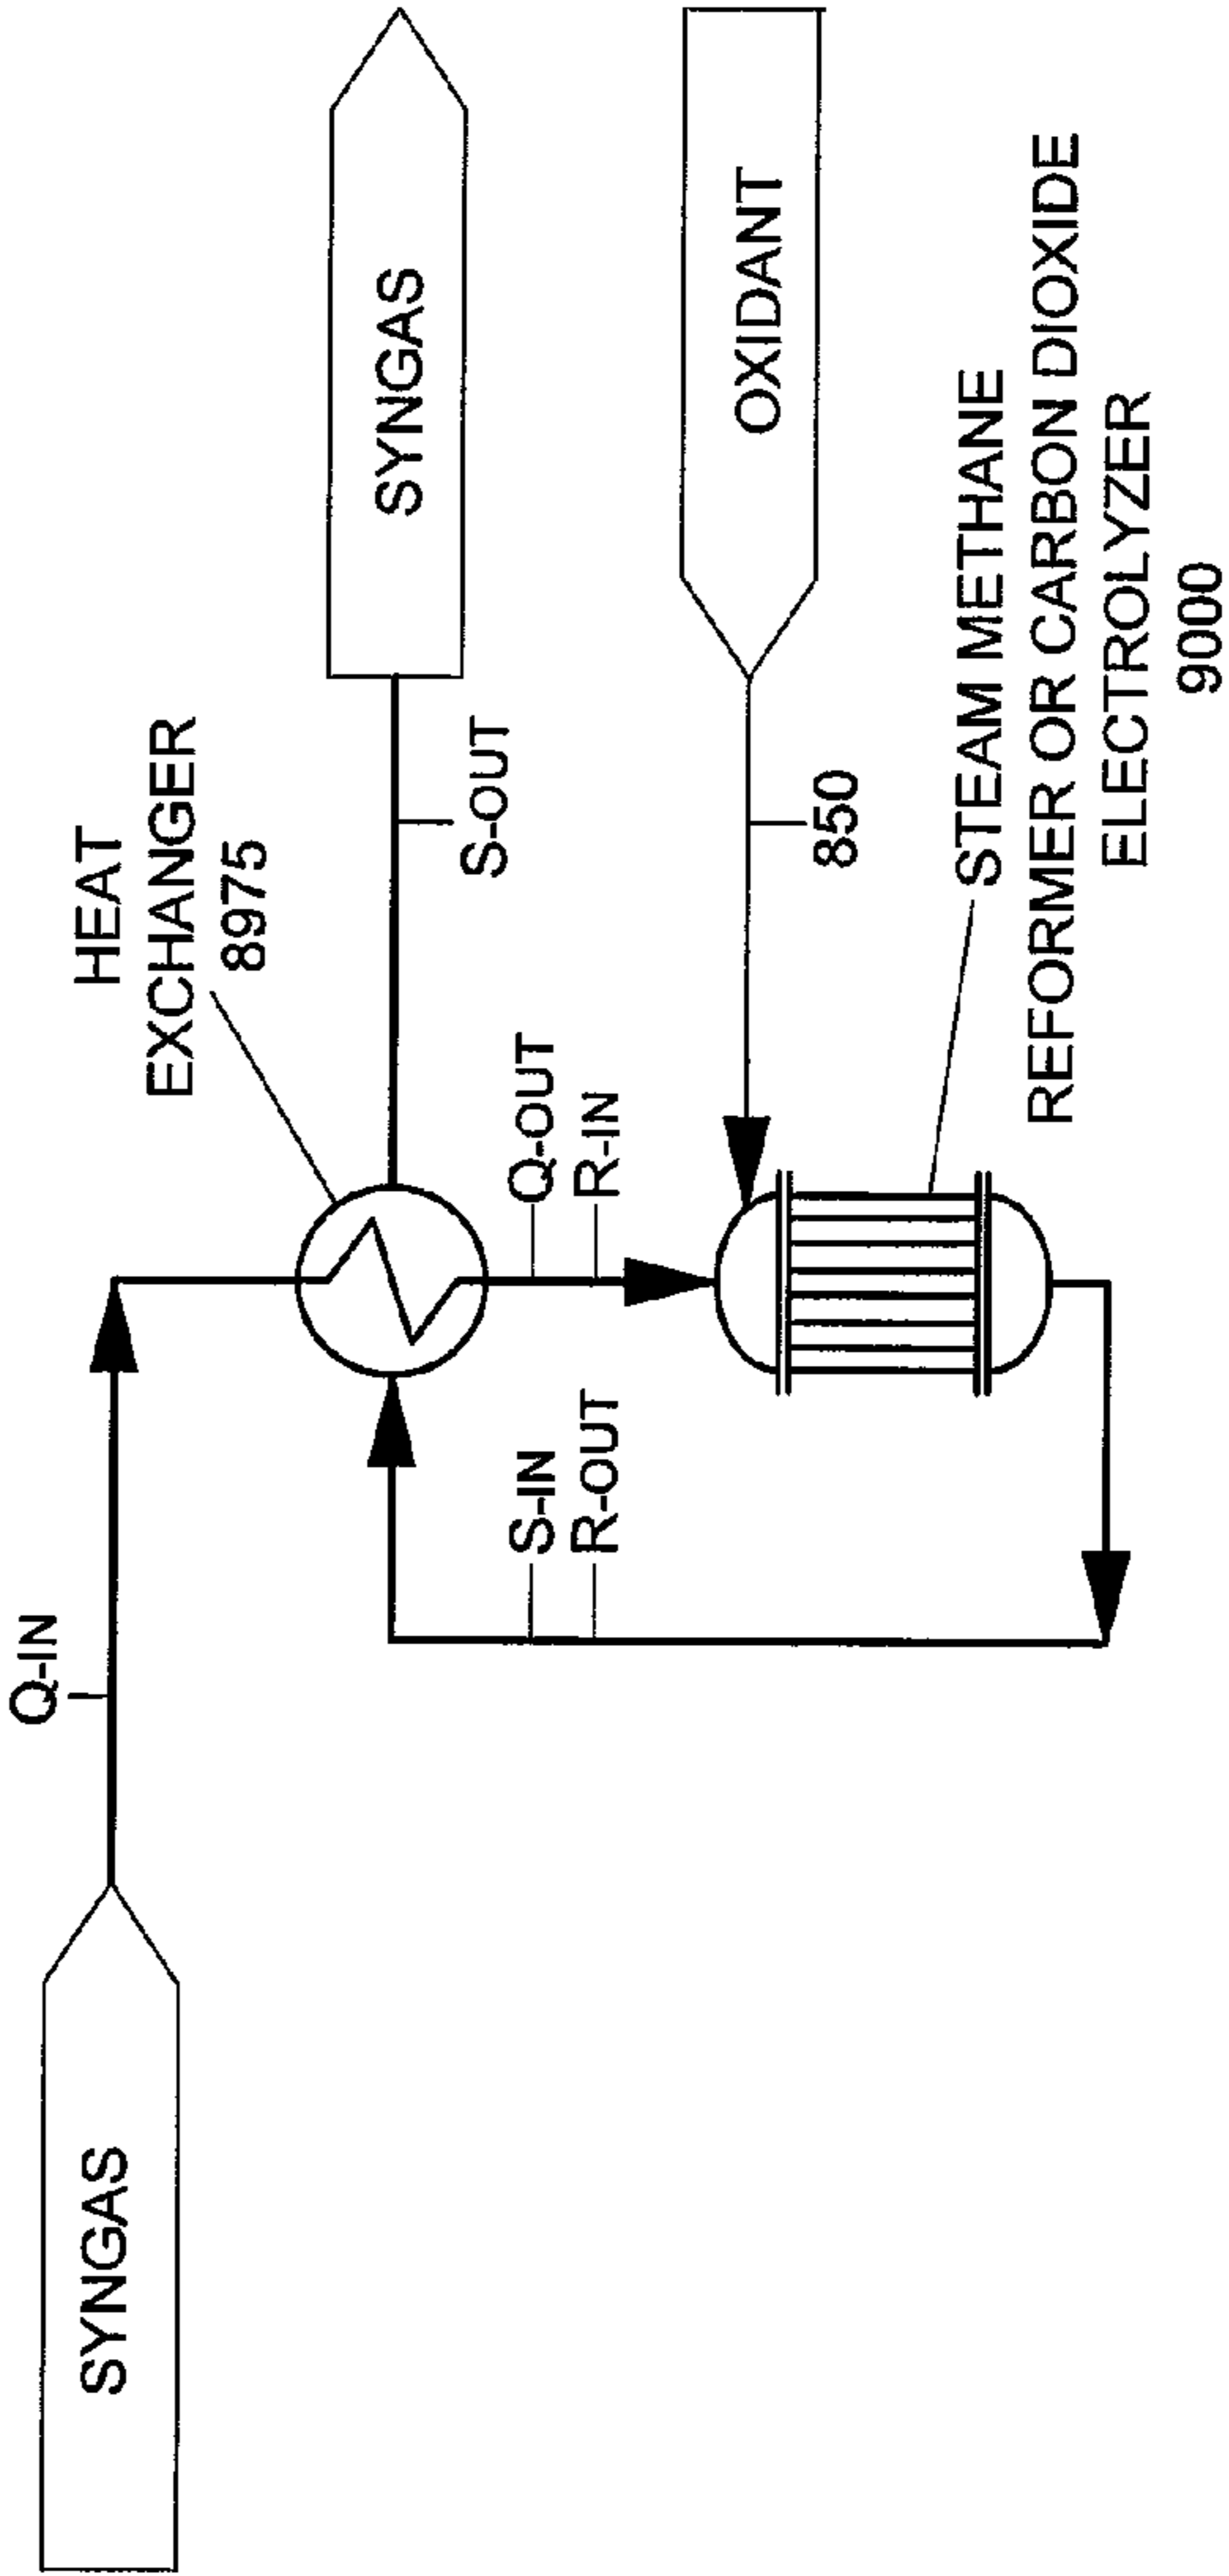 Q-IN
SYNGAS
HEAT
EXCHANGER
8975
SYNGAS
S-OUT
Q-OUT
R-IN
S-IN
R-OUT
OXIDANT
850
STEAM METHANE
REFORMER OR CARBON DIOXIDE
ELECTROLYZER
9000